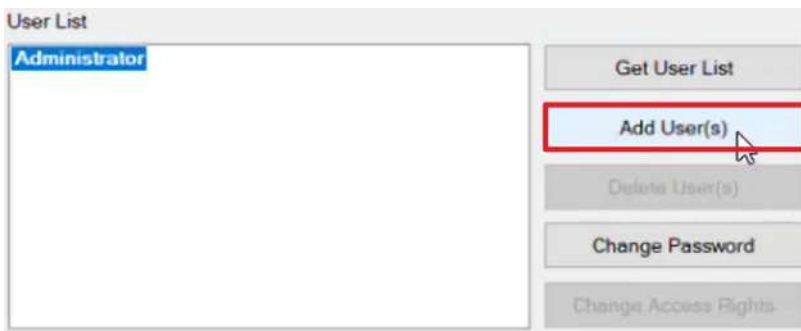 User List
Administrator
Get User List
Add User(s)
Delete User(s)
Change Password
Change Access Rights